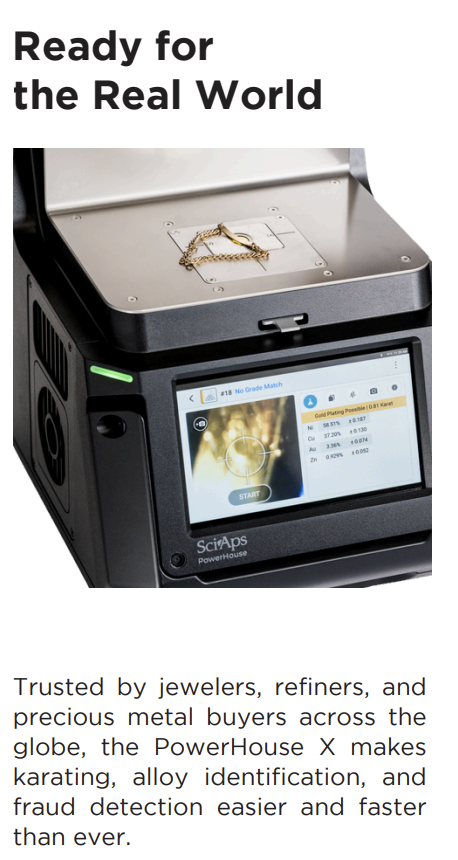 Ready for
the Real World
#18 No Grade Match
Gold Plating Possible | 0.81 Karat
Ni 58.51% ± 0.187
Cu 37.20% ± 0.130
Au 3.36% ± 0.074
Zn 0.929% ± 0.052
START
SciAps
PowerHouse
Trusted by jewelers, refiners, and
precious metal buyers across the
globe, the PowerHouse X makes
karating, alloy identification, and
fraud detection easier and faster
than ever.